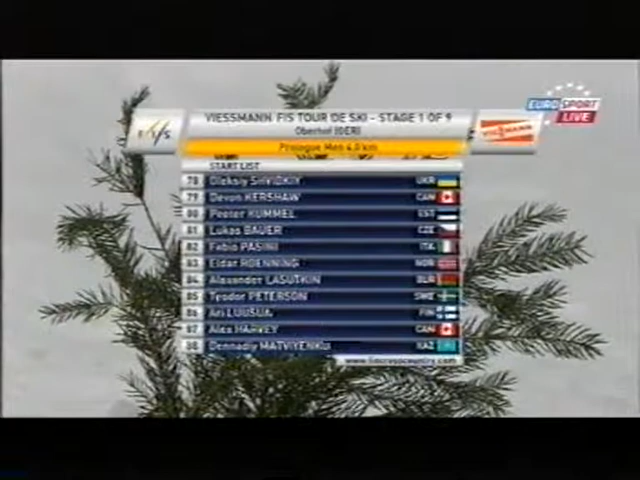 VIESSMANN FIS TOUR DE SKI - STAGE 1 OF 9
Oberhof (GER)
Prologue Men 4.0 km
START LIST
78 Oleksiy SHVIDKIY UKR
79 Devon KERSHAW CAN
80 Peeter KUMMEL EST
81 Lukas BAUER CZE
82 Fabio PASINI ITA
83 Eldar ROENNING NOR
84 Alexander LASUTKIN BLR
85 Teodor PETERSON SWE
86 Ari LUUSUA FIN
87 Alex HARVEY CAN
88 Gennadiy MATVIYENKO KAZ
www.fiscrosscountry.com
F/I/S
VIESSMANN
EUROSPORT
LIVE